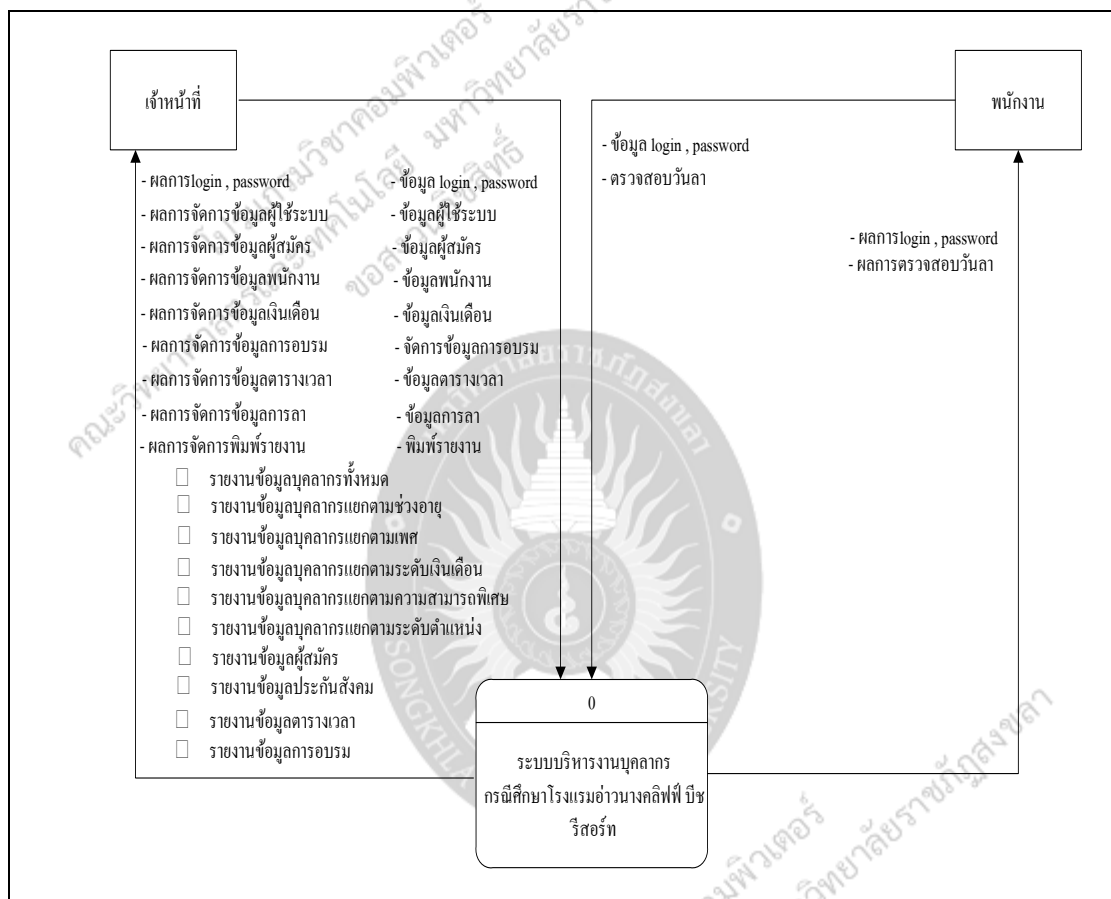 เจ้าหน้าที่
พนักงาน
- ผลการlogin , password
- ผลการจัดการข้อมูลผู้ใช้ระบบ
- ผลการจัดการข้อมูลผู้สมัคร
- ผลการจัดการข้อมูลพนักงาน
- ผลการจัดการข้อมูลเงินเดือน
- ผลการจัดการข้อมูลการอบรม
- ผลการจัดการข้อมูลตารางเวลา
- ผลการจัดการข้อมูลการลา
- ผลการจัดการพิมพ์รายงาน
รายงานข้อมูลบุคลากรทั้งหมด
รายงานข้อมูลบุคลากรแยกตามช่วงอายุ
รายงานข้อมูลบุคลากรแยกตามเพศ
รายงานข้อมูลบุคลากรแยกตามระดับเงินเดือน
รายงานข้อมูลบุคลากรแยกตามความสามารถพิเศษ
รายงานข้อมูลบุคลากรแยกตามระดับตำแหน่ง
รายงานข้อมูลผู้สมัคร
รายงานข้อมูลประกันสังคม
รายงานข้อมูลตารางเวลา
รายงานข้อมูลการอบรม
- ข้อมูล login , password
- ข้อมูลผู้ใช้ระบบ
- ข้อมูลผู้สมัคร
- ข้อมูลพนักงาน
- ข้อมูลเงินเดือน
- จัดการข้อมูลการอบรม
- ข้อมูลตารางเวลา
- ข้อมูลการลา
- พิมพ์รายงาน
- ข้อมูล login , password
- ตรวจสอบวันลา
- ผลการlogin , password
- ผลการตรวจสอบวันลา
0
ระบบบริหารงานบุคลากร
กรณีศึกษาโรงแรมอ่าวนางคลิฟฟ์ บีช
รีสอร์ท